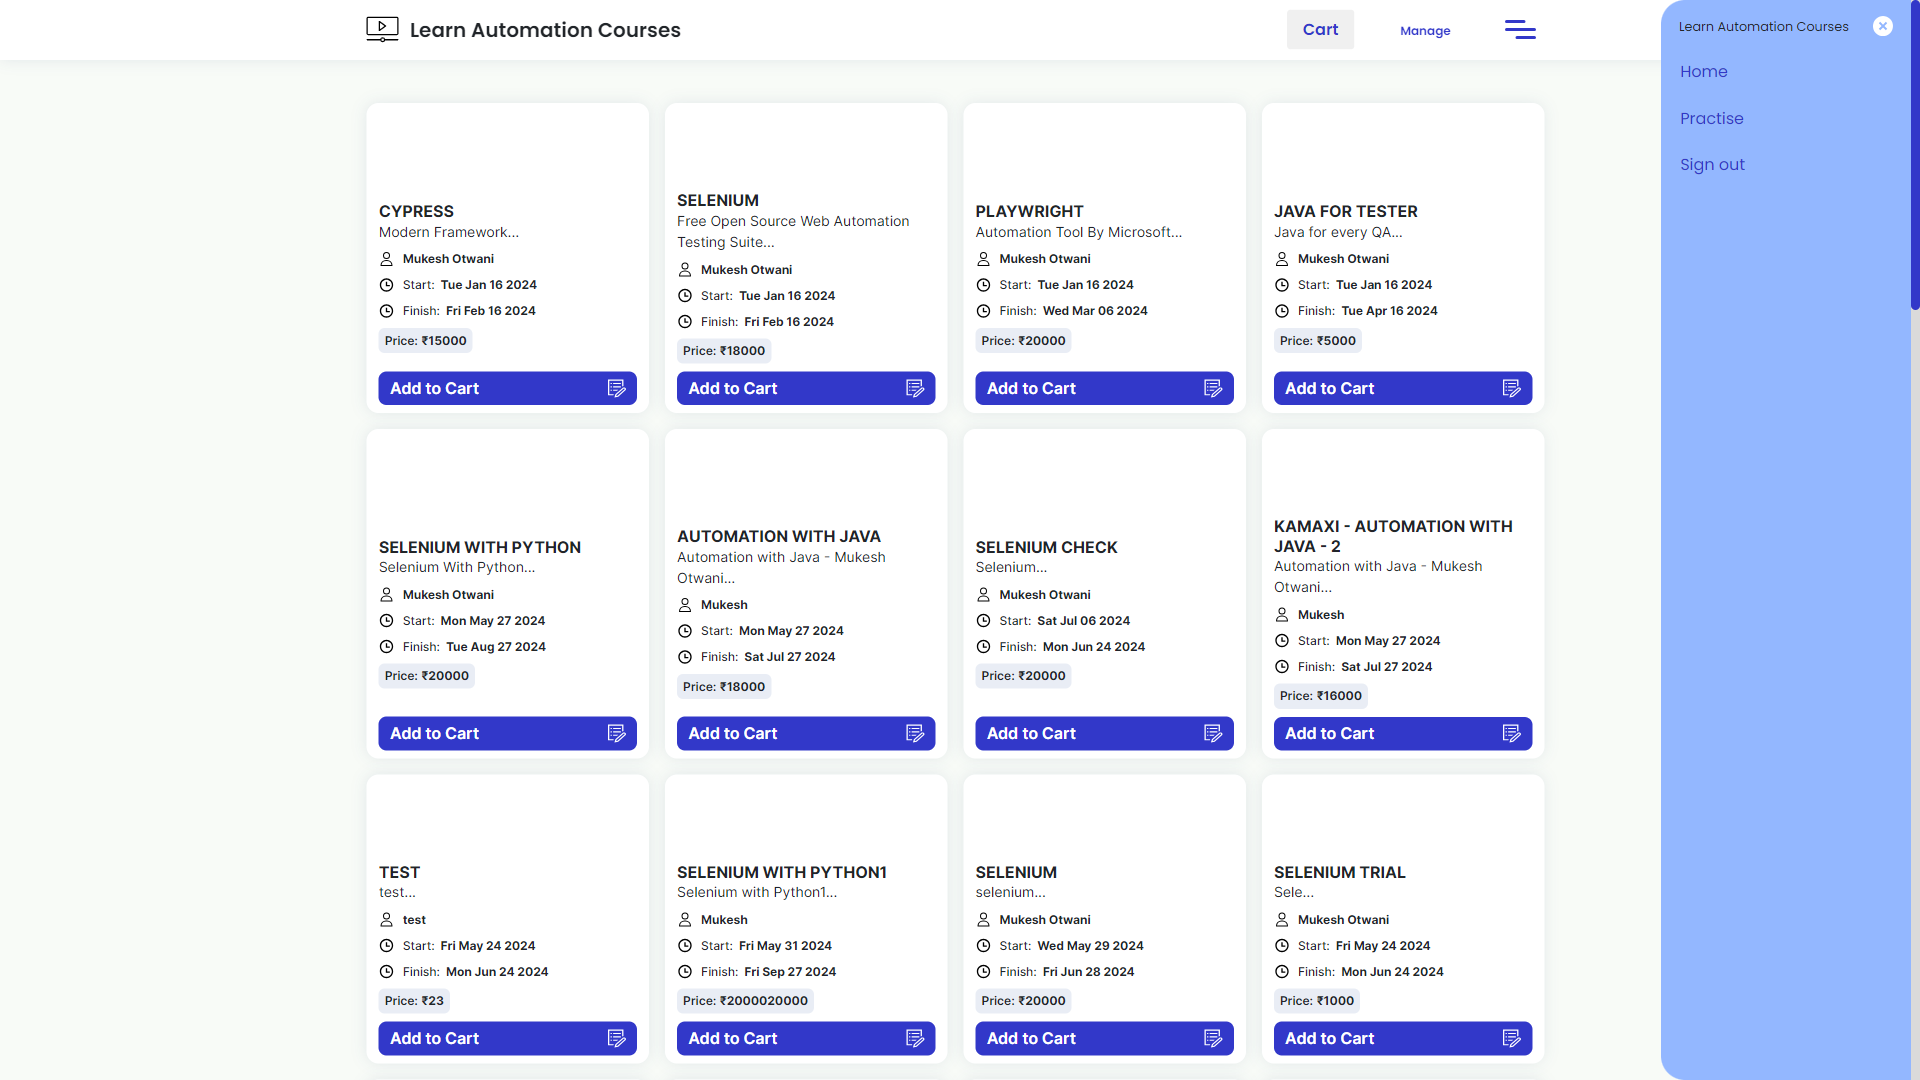 Learn Automation Courses
Cart
Manage
Learn Automation Courses
Home
Practise
Sign out
CYPRESS
Modern Framework...
Mukesh Otwani
Start: Tue Jan 16 2024
Finish: Fri Feb 16 2024
Price: ₹15000
Add to Cart
SELENIUM
Free Open Source Web Automation
Testing Suite...
Mukesh Otwani
Start: Tue Jan 16 2024
Finish: Fri Feb 16 2024
Price: ₹18000
Add to Cart
PLAYWRIGHT
Automation Tool By Microsoft...
Mukesh Otwani
Start: Tue Jan 16 2024
Finish: Wed Mar 06 2024
Price: ₹20000
Add to Cart
JAVA FOR TESTER
Java for every QA...
Mukesh Otwani
Start: Tue Jan 16 2024
Finish: Tue Apr 16 2024
Price: ₹5000
Add to Cart
SELENIUM WITH PYTHON
Selenium With Python...
Mukesh Otwani
Start: Mon May 27 2024
Finish: Tue Aug 27 2024
Price: ₹20000
Add to Cart
AUTOMATION WITH JAVA
Automation with Java - Mukesh
Otwani...
Mukesh
Start: Mon May 27 2024
Finish: Sat Jul 27 2024
Price: ₹18000
Add to Cart
SELENIUM CHECK
Selenium...
Mukesh Otwani
Start: Sat Jul 06 2024
Finish: Mon Jun 24 2024
Price: ₹20000
Add to Cart
KAMAXI - AUTOMATION WITH
JAVA - 2
Automation with Java - Mukesh
Otwani...
Mukesh
Start: Mon May 27 2024
Finish: Sat Jul 27 2024
Price: ₹16000
Add to Cart
TEST
test...
test
Start: Fri May 24 2024
Finish: Mon Jun 24 2024
Price: ₹23
Add to Cart
SELENIUM WITH PYTHON1
Selenium with Python1...
Mukesh
Start: Fri May 31 2024
Finish: Fri Sep 27 2024
Price: ₹2000020000
Add to Cart
SELENIUM
selenium...
Mukesh Otwani
Start: Wed May 29 2024
Finish: Fri Jun 28 2024
Price: ₹20000
Add to Cart
SELENIUM TRIAL
Sele...
Mukesh Otwani
Start: Fri May 24 2024
Finish: Mon Jun 24 2024
Price: ₹1000
Add to Cart